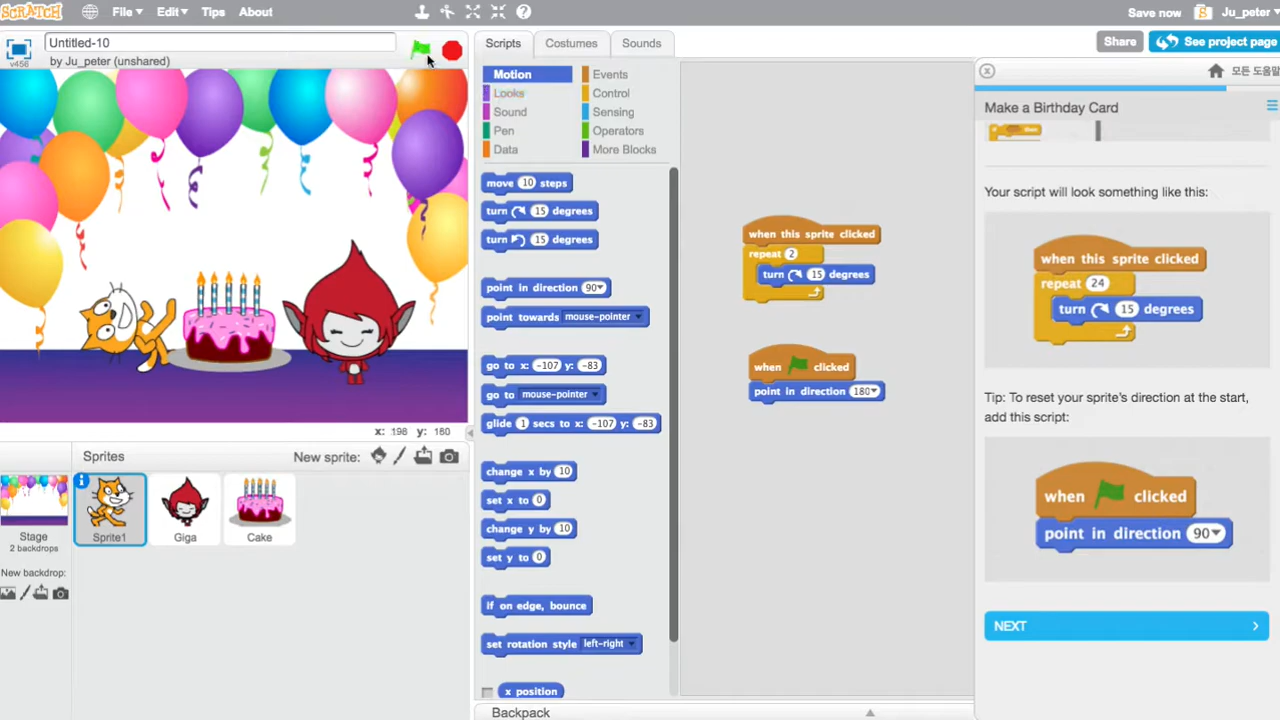 SCRATCH
File
Edit
Tips
About
Save now
Ju_peter
v456
Untitled-10
by Ju_peter (unshared)
Scripts
Costumes
Sounds
Share
See project page
Motion
Events
Looks
Control
Sound
Sensing
Pen
Operators
Data
More Blocks
move 10 steps
turn 15 degrees
turn 15 degrees
point in direction 90
point towards mouse-pointer
go to x: -107 y: -83
go to mouse-pointer
glide 1 secs to x: -107 y: -83
change x by 10
set x to 0
change y by 10
set y to 0
if on edge, bounce
set rotation style left-right
x position
when this sprite clicked
repeat 2
turn 15 degrees
when clicked
point in direction 180
모든 도움말
Make a Birthday Card
Your script will look something like this:
when this sprite clicked
repeat 24
turn 15 degrees
Tip: To reset your sprite's direction at the start,
add this script:
when clicked
point in direction 90
NEXT
x: 198 y: 180
Sprites
New sprite:
Stage
2 backdrops
New backdrop:
Sprite1
Giga
Cake
Backpack